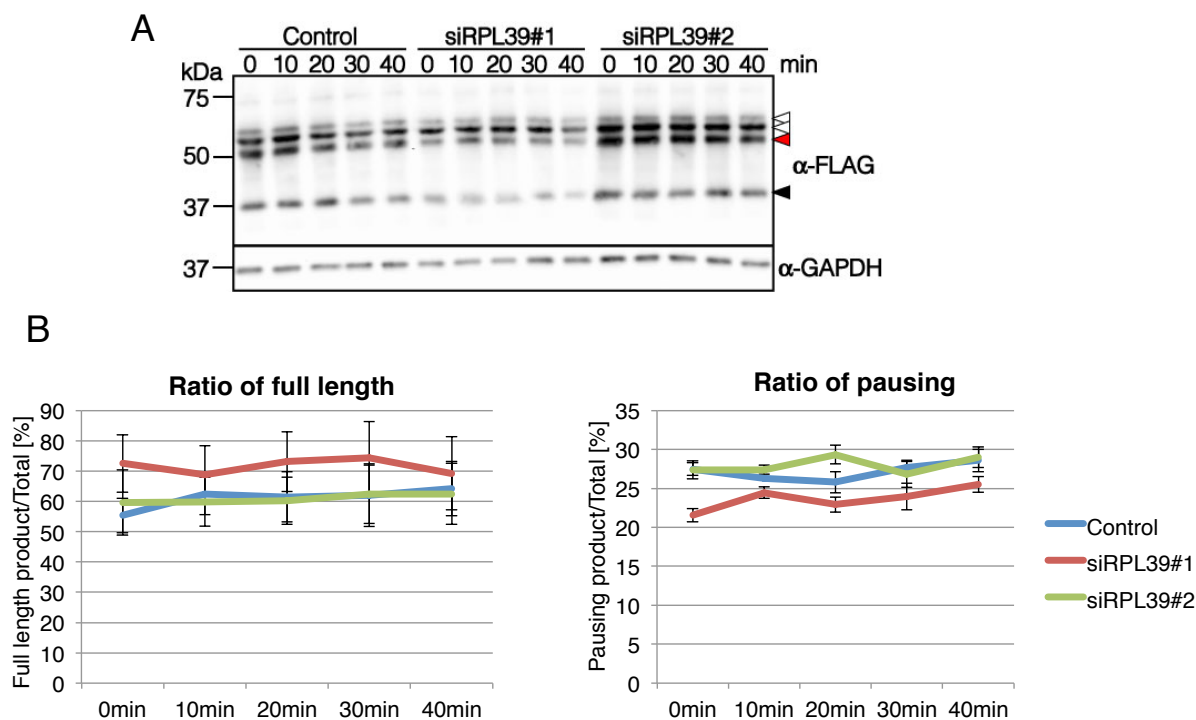 A
Control siRPL39#1 siRPL39#2
kDa 0 10 20 30 40 0 10 20 30 40 0 10 20 30 40 min
75
50
α-FLAG
37
37
α-GAPDH
B
Ratio of full length
Full length product/Total [%]
90
80
70
60
50
40
30
20
10
0
0min 10min 20min 30min 40min
Ratio of pausing
Pausing product/Total [%]
35
30
25
20
15
10
5
0
0min 10min 20min 30min 40min
Control
siRPL39#1
siRPL39#2